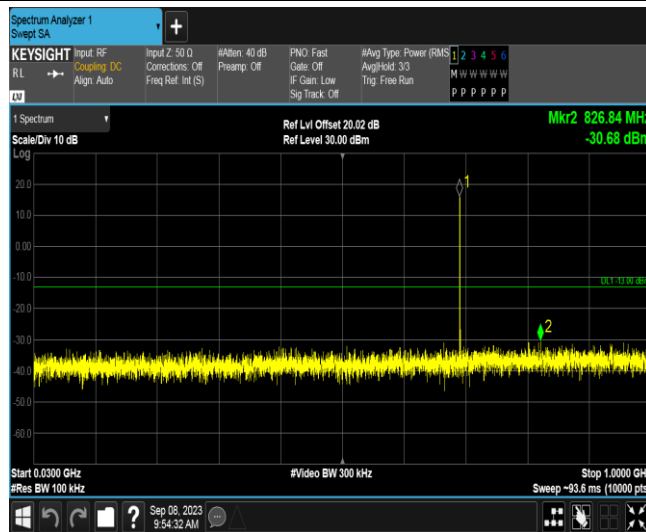 Spectrum Analyzer 1
Swept SA
+
KEYSIGHT Input: RF Input Z: 50 Ω #Atten: 40 dB PNO: Fast #Avg Type: Power (RMS 1 2 3 4 5 6
RL Coupling: DC Corrections: Off Preamp: Off Gate: Off Avg|Hold: 3/3 M W W W W W
Align: Auto Freq Ref: Int (S) IF Gain: Low Trig: Free Run
Sig Track: Off P P P P P P
LXI
1 Spectrum
Ref Lvl Offset 20.02 dB Mkr2 826.84 MHz
Scale/Div 10 dB Ref Level 30.00 dBm -30.68 dBm
Log
20.0
1
10.0
0.00
-10.0
DL1 -13.00 dBm
-20.0
-30.0
2
-40.0
-50.0
-60.0
Start 0.0300 GHz #Video BW 300 kHz Stop 1.0000 GHz
#Res BW 100 kHz Sweep ~93.6 ms (10000 pts
?
Sep 08, 2023
9:54:32 AM